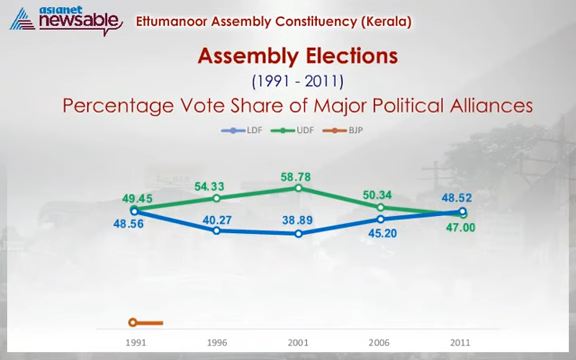 asianet
newsable
Ettumanoor Assembly Constituency (Kerala)
Assembly Elections
(1991 - 2011)
Percentage Vote Share of Major Political Alliances
LDF UDF BJP
49.45 54.33 58.78 50.34 48.52
48.56 40.27 38.89 45.20 47.00
1991 1996 2001 2006 2011